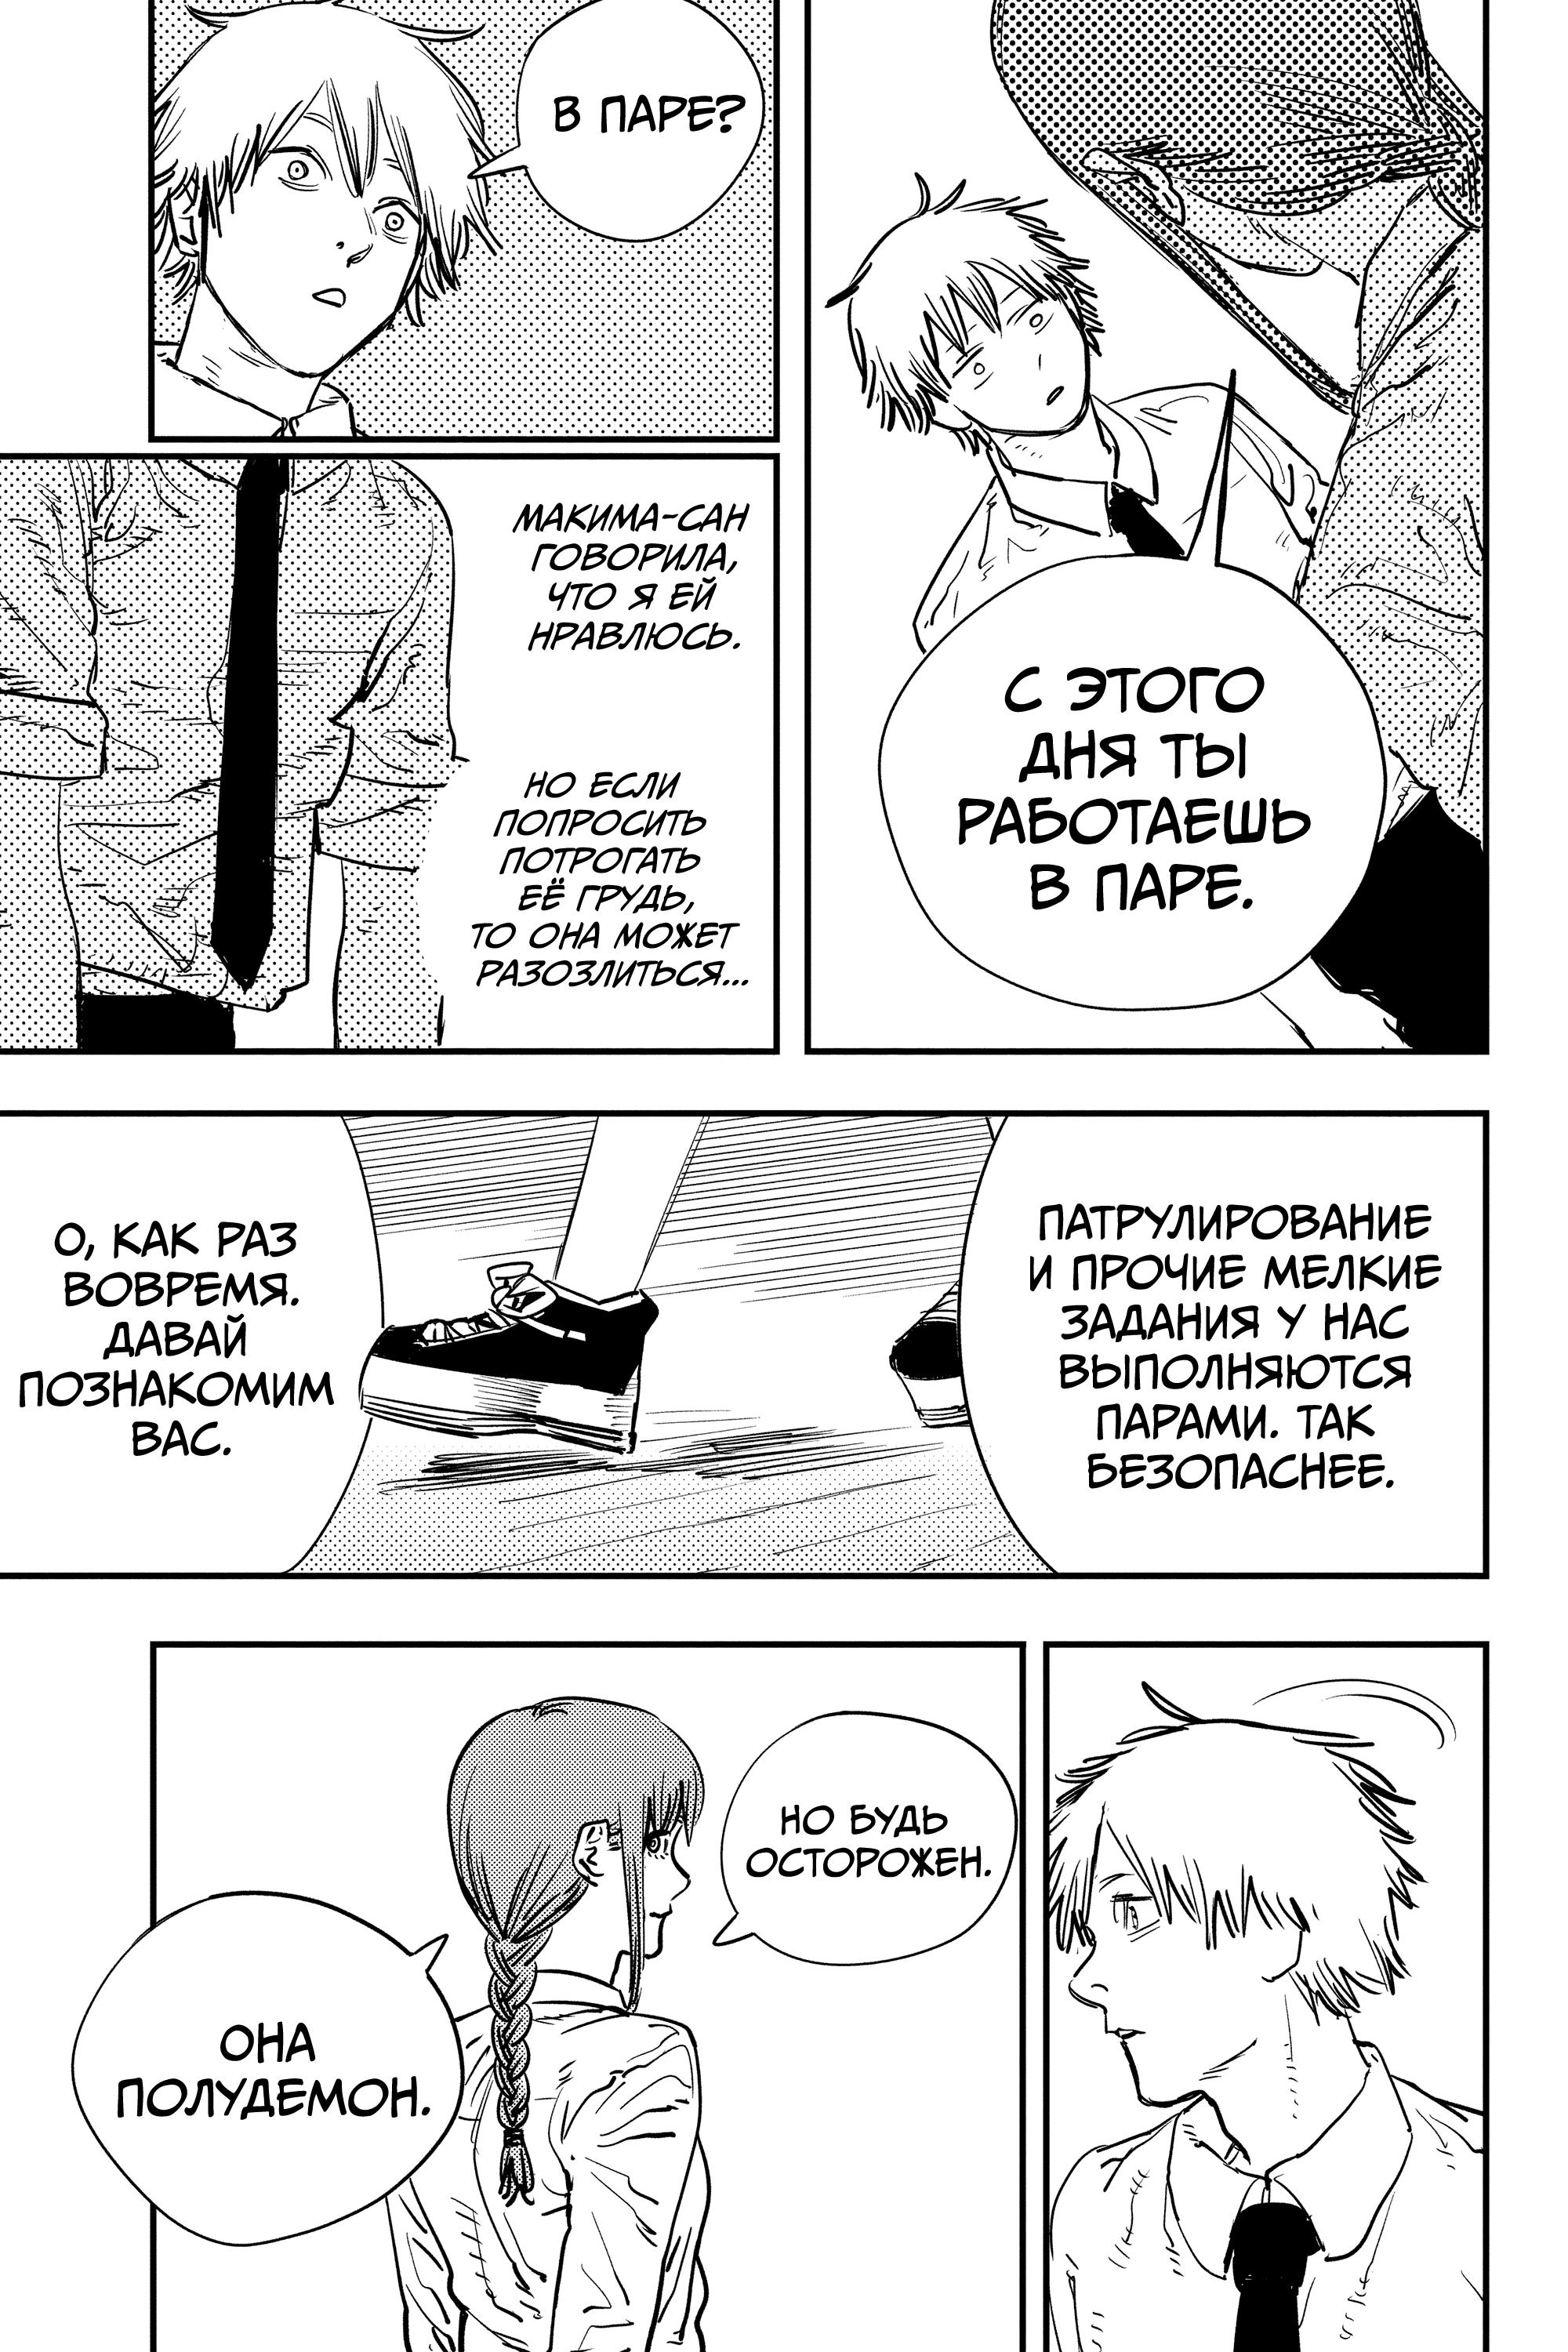 С ЭТОГО
ДНЯ ТЫ
РАБОТАЕШЬ
В ПАРЕ.
В ПАРЕ?
МАКИМА-САН
ГОВОРИЛА,
ЧТО Я ЕЙ
НРАВЛЮСЬ.
НО ЕСЛИ
ПОПРОСИТЬ
ПОТРОГАТЬ
ЕЁ ГРУДЬ,
ТО ОНА МОЖЕТ
РАЗОЗЛИТЬСЯ...
ПАТРУЛИРОВАНИЕ
И ПРОЧИЕ МЕЛКИЕ
ЗАДАНИЯ У НАС
ВЫПОЛНЯЮТСЯ
ПАРАМИ. ТАК
БЕЗОПАСНЕЕ.
О, КАК РАЗ
ВОВРЕМЯ.
ДАВАЙ
ПОЗНАКОМИМ
ВАС.
НО БУДЬ
ОСТОРОЖЕН.
ОНА
ПОЛУДЕМОН.